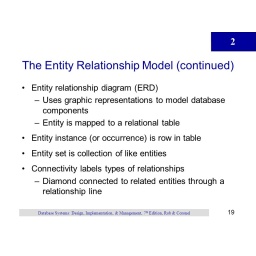 2
The Entity Relationship Model (continued)
• Entity relationship diagram (ERD)
– Uses graphic representations to model database
components
– Entity is mapped to a relational table
• Entity instance (or occurrence) is row in table
• Entity set is collection of like entities
• Connectivity labels types of relationships
– Diamond connected to related entities through a
relationship line
Database Systems: Design, Implementation, & Management, 7th Edition, Rob & Coronel
19